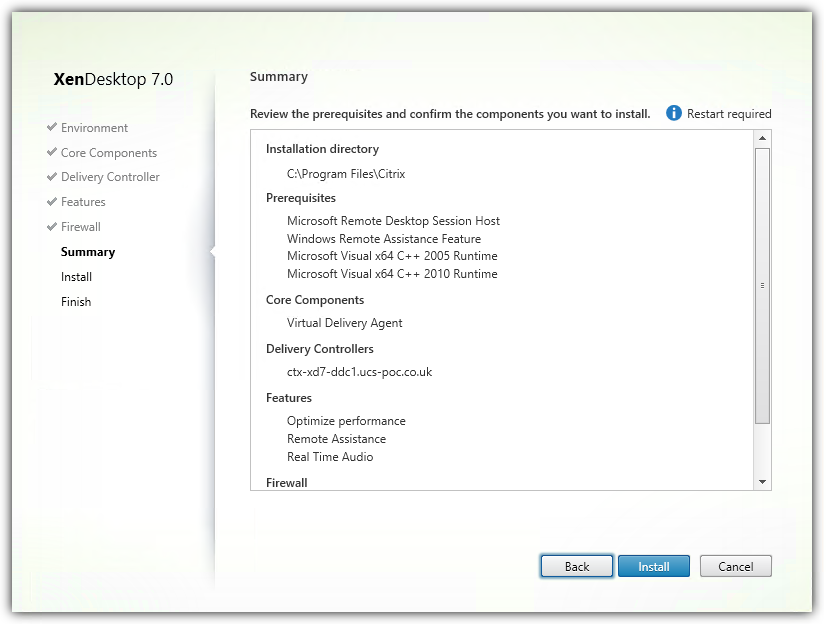 XenDesktop 7.0
Environment
Core Components
Delivery Controller
Features
Firewall
Summary
Install
Finish
Summary
Review the prerequisites and confirm the components you want to install.
Restart required
Installation directory
C:\Program Files\Citrix
Prerequisites
Microsoft Remote Desktop Session Host
Windows Remote Assistance Feature
Microsoft Visual x64 C++ 2005 Runtime
Microsoft Visual x64 C++ 2010 Runtime
Core Components
Virtual Delivery Agent
Delivery Controllers
ctx-xd7-ddc1.ucs-poc.co.uk
Features
Optimize performance
Remote Assistance
Real Time Audio
Firewall
Back
Install
Cancel